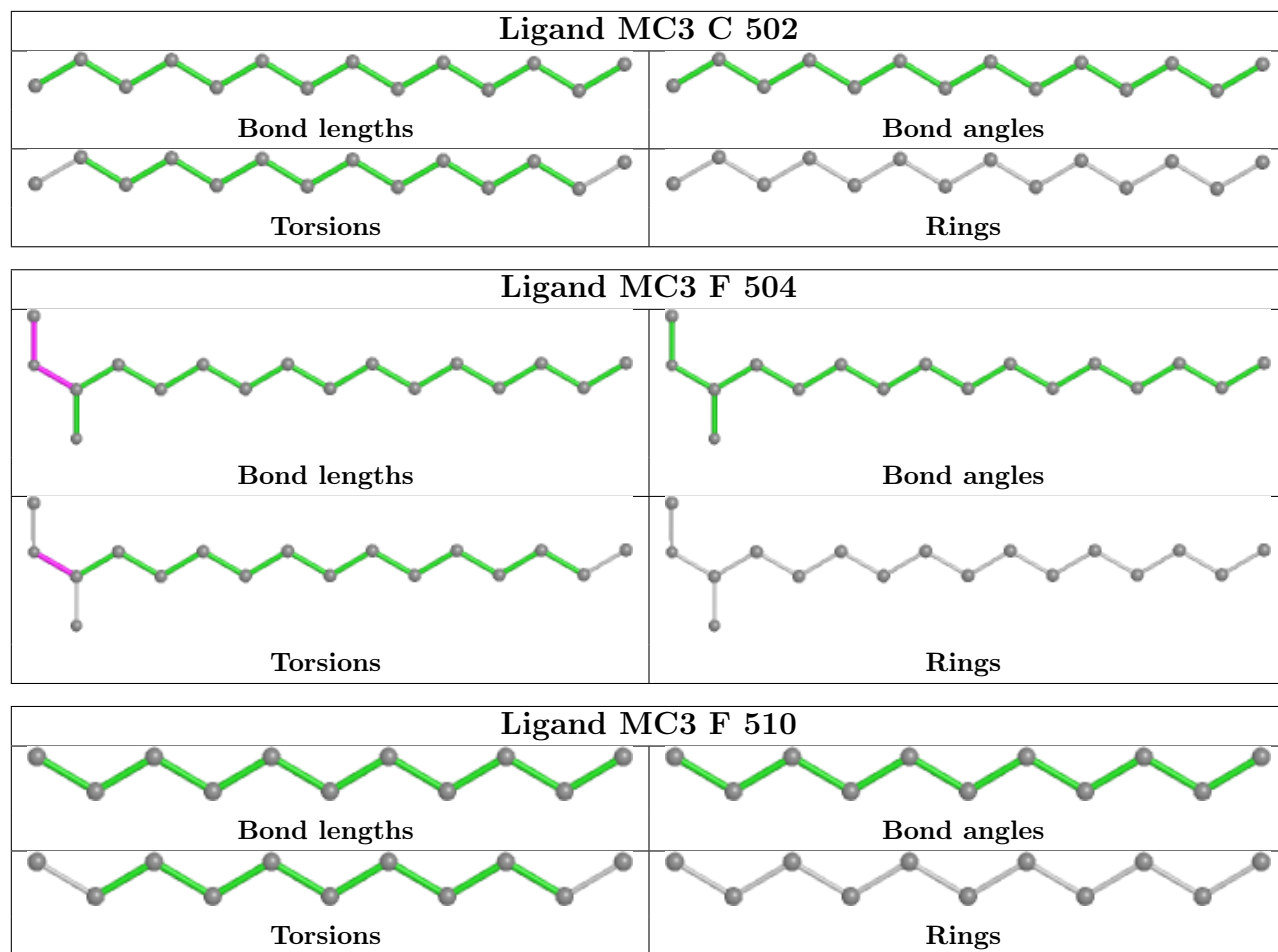 Ligand MC3 C 502
Bond lengths Bond angles
Torsions Rings
Ligand MC3 F 504
Bond lengths Bond angles
Torsions Rings
Ligand MC3 F 510
Bond lengths Bond angles
Torsions Rings